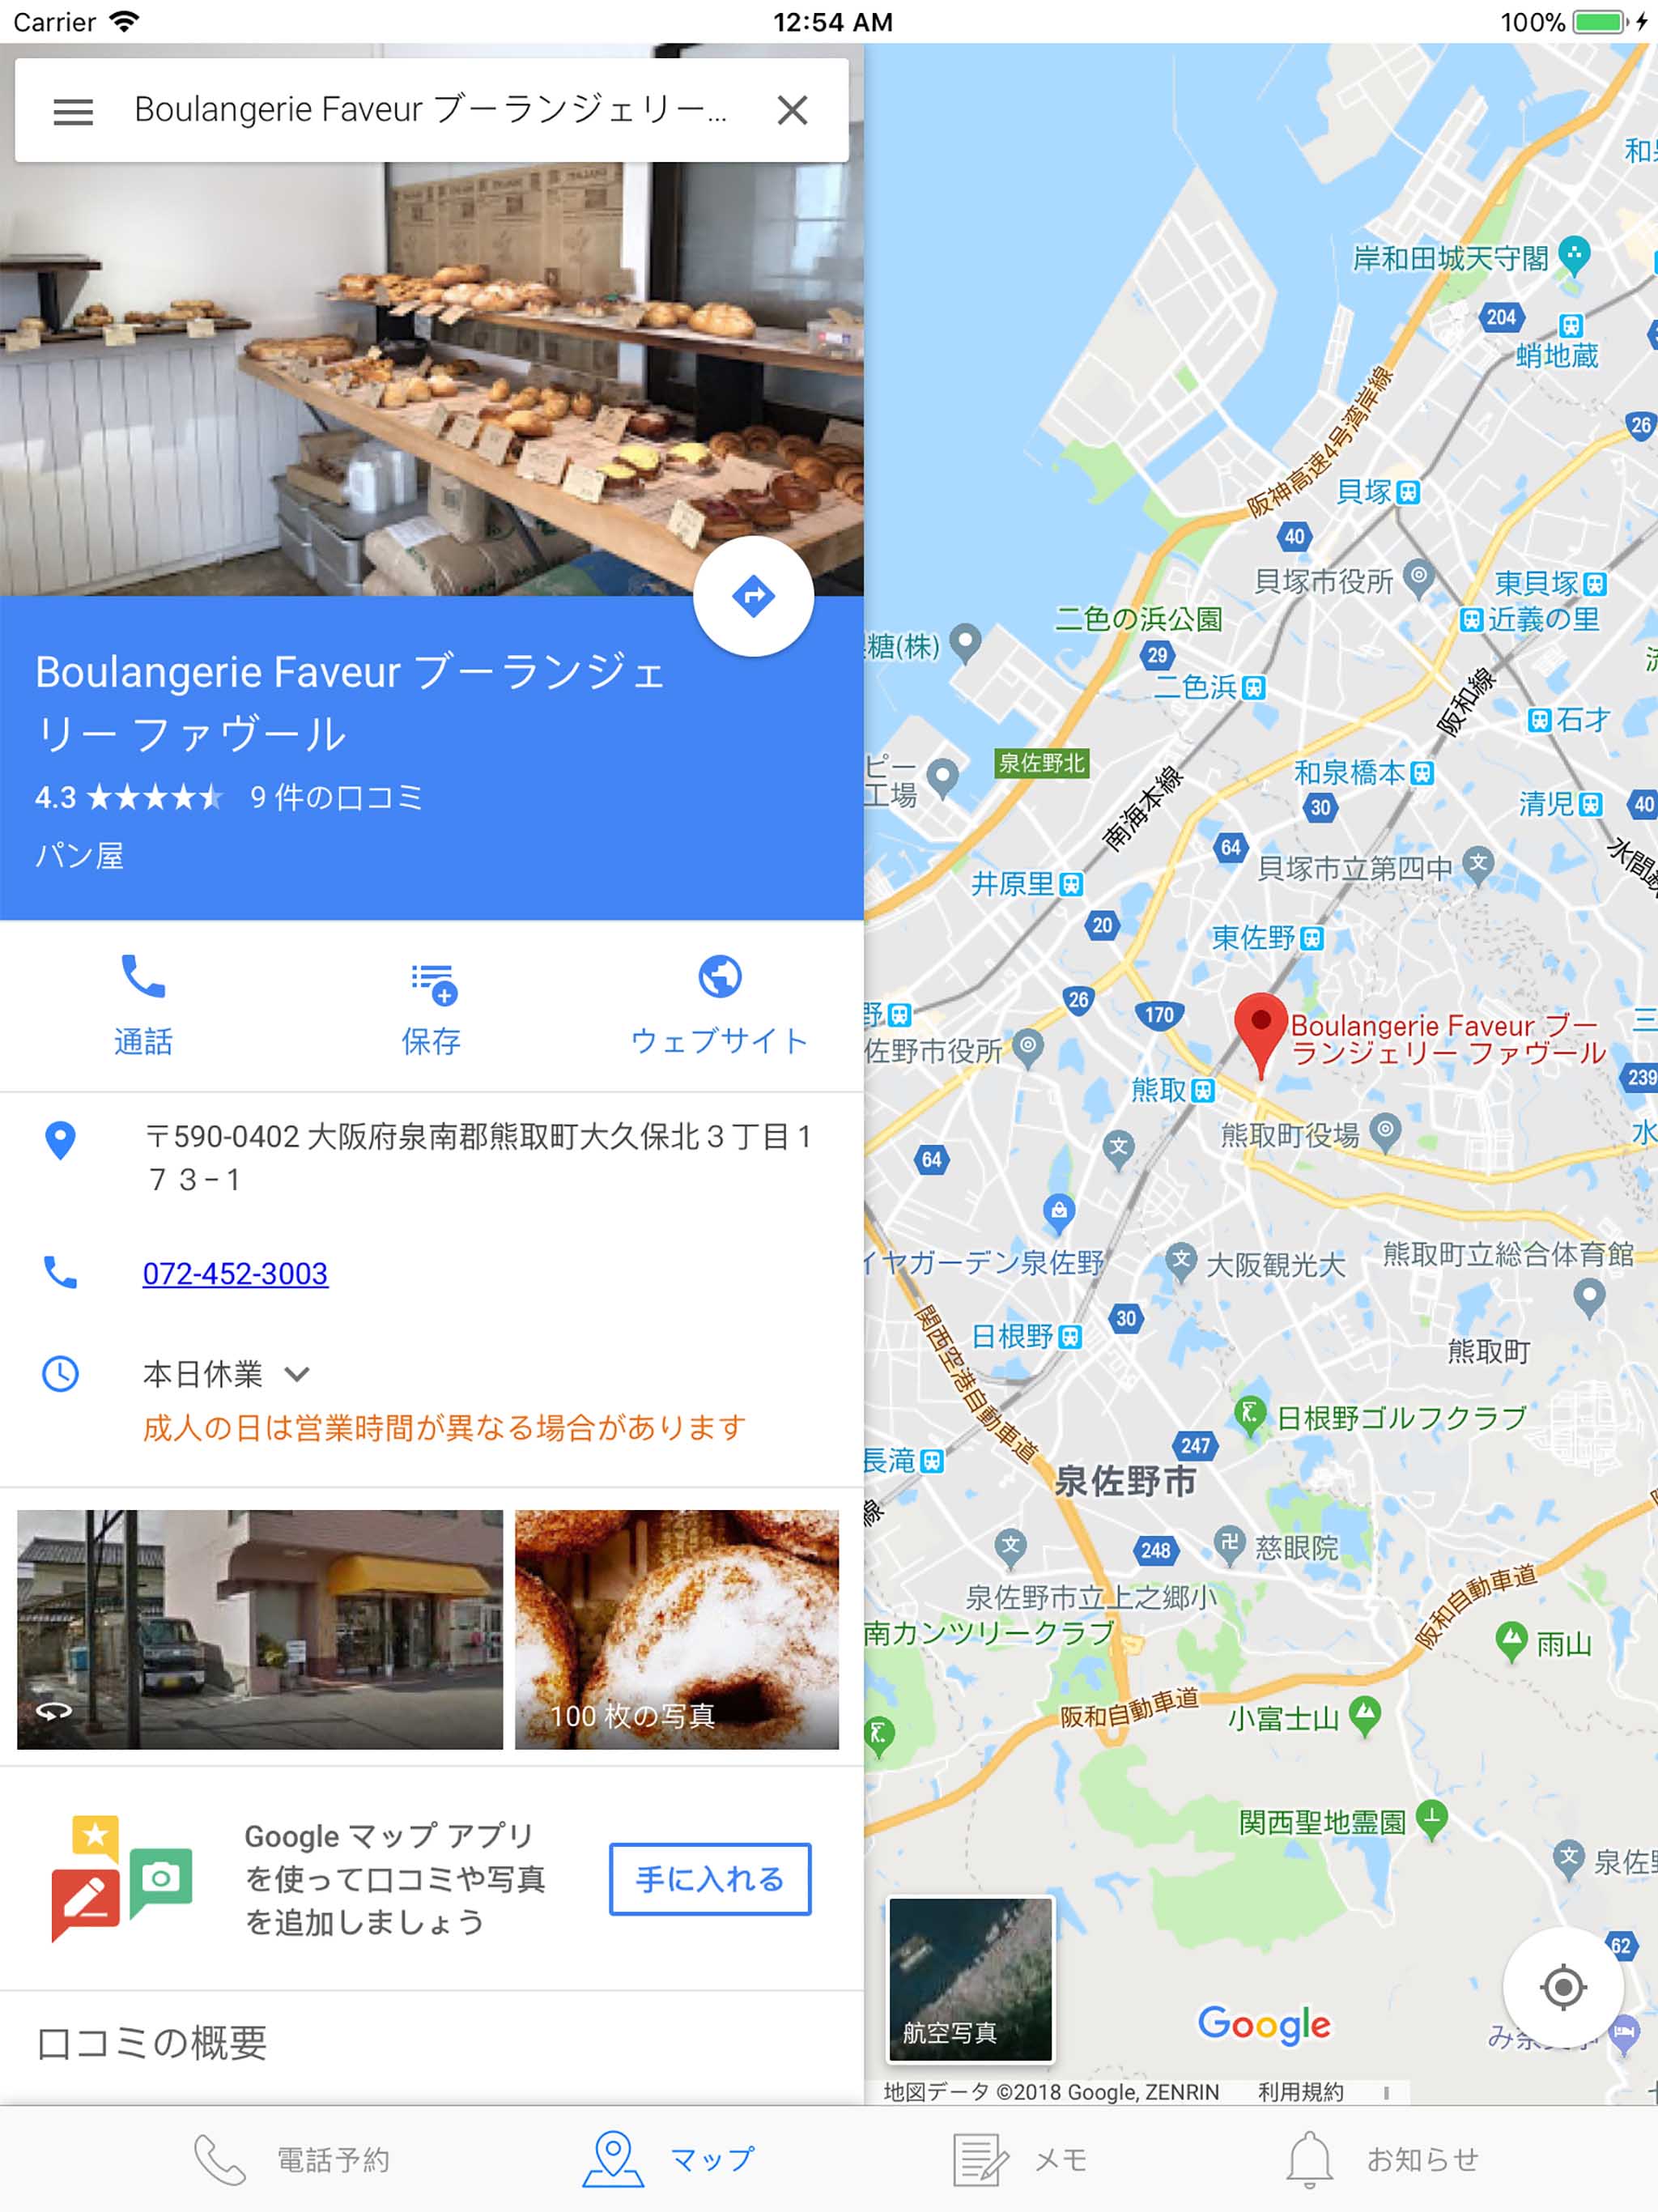 Carrier
12:54 AM
100%
Boulangerie Faveur ブーランジェリー...
Boulangerie Faveur ブーランジェ
リー ファヴール
4.3 9 件の口コミ
パン屋
通話
保存
ウェブサイト
〒590-0402 大阪府泉南郡熊取町大久保北３丁目１
７３−１
072-452-3003
本日休業
成人の日は営業時間が異なる場合があります
100 枚の写真
Google マップ アプリ
を使って口コミや写真
を追加しましょう
手に入れる
口コミの概要
岸和田城天守閣
204
蛸地蔵
26
阪神高速4号湾岸線
貝塚
40
貝塚市役所
東貝塚
近義の里
二色の浜公園
糖(株)
29
二色浜
阪和線
石才
泉佐野北
ピー
工場
和泉橋本
30
清児
40
南海本線
64
貝塚市立第四中
水間鉄
井原里
20
東佐野
26
170
野
佐野市役所
Boulangerie Faveur ブー
ランジェリー ファヴール
239
熊取
熊取町役場
水
64
文
イヤガーデン泉佐野
文
大阪観光大
熊取町立総合体育館
30
日根野
熊取町
関西空港自動車道
日根野ゴルフクラブ
247
長滝
泉佐野市
線
文
248
慈眼院
泉佐野市立上之郷小
南カンツリークラブ
阪和自動車道
雨山
阪和自動車道
小富士山
関西聖地霊園
文
62
航空写真
Google
地図データ ©2018 Google, ZENRIN
利用規約
電話予約
マップ
メモ
お知らせ